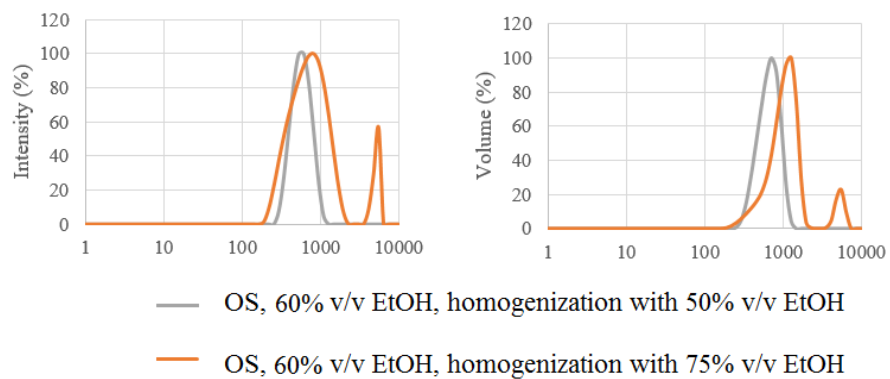 120
100
80
60
40
20
0
Intensity (%)
1 10 100 1000 10000
120
100
80
60
40
20
0
Volume (%)
1 10 100 1000 10000
OS, 60% v/v EtOH, homogenization with 50% v/v EtOH
OS, 60% v/v EtOH, homogenization with 75% v/v EtOH